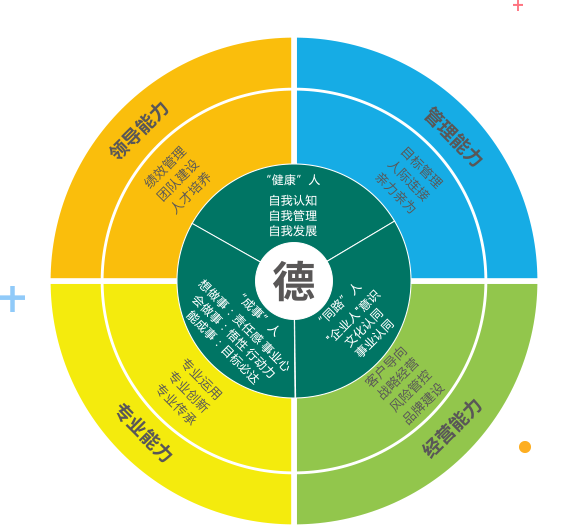 领导能力
绩效管理
团队建设
人才培养
管理能力
目标管理
人际连接
亲力亲为
“健康”人
自我认知
自我管理
自我发展
德
“成事”人
想做事：责任感 事业心
会做事：悟性 行动力
能成事：目标必达
“同路”人
“企业人”意识
文化认同
事业认同
专业运用
专业创新
专业传承
专业能力
客户导向
战略经营
风险管控
品牌建设
经营能力